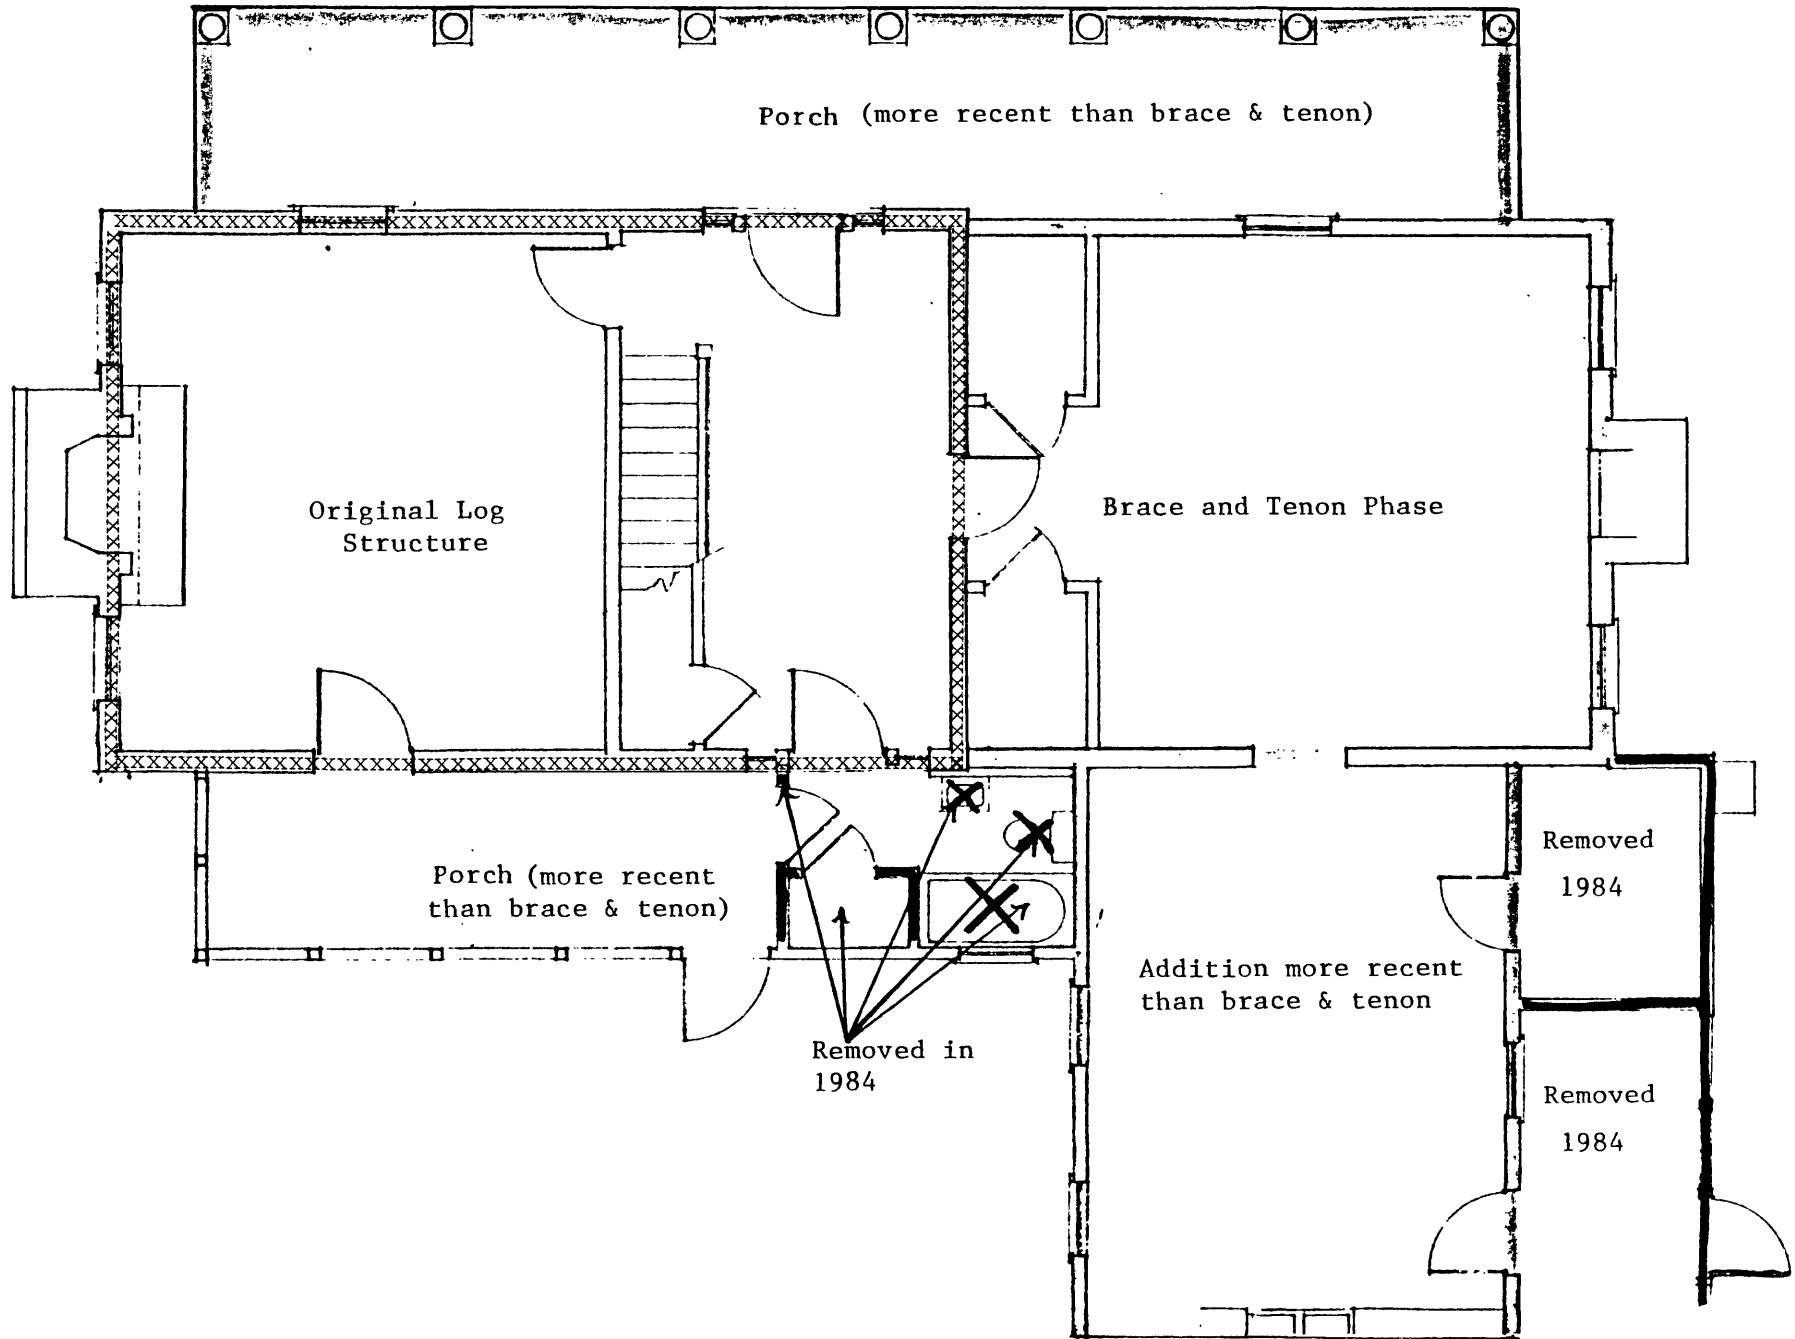 Porch (more recent than brace & tenon)
Original Log
Structure
Brace and Tenon Phase
Porch (more recent
than brace & tenon)
Removed in
1984
Addition more recent
than brace & tenon
Removed
1984
Removed
1984